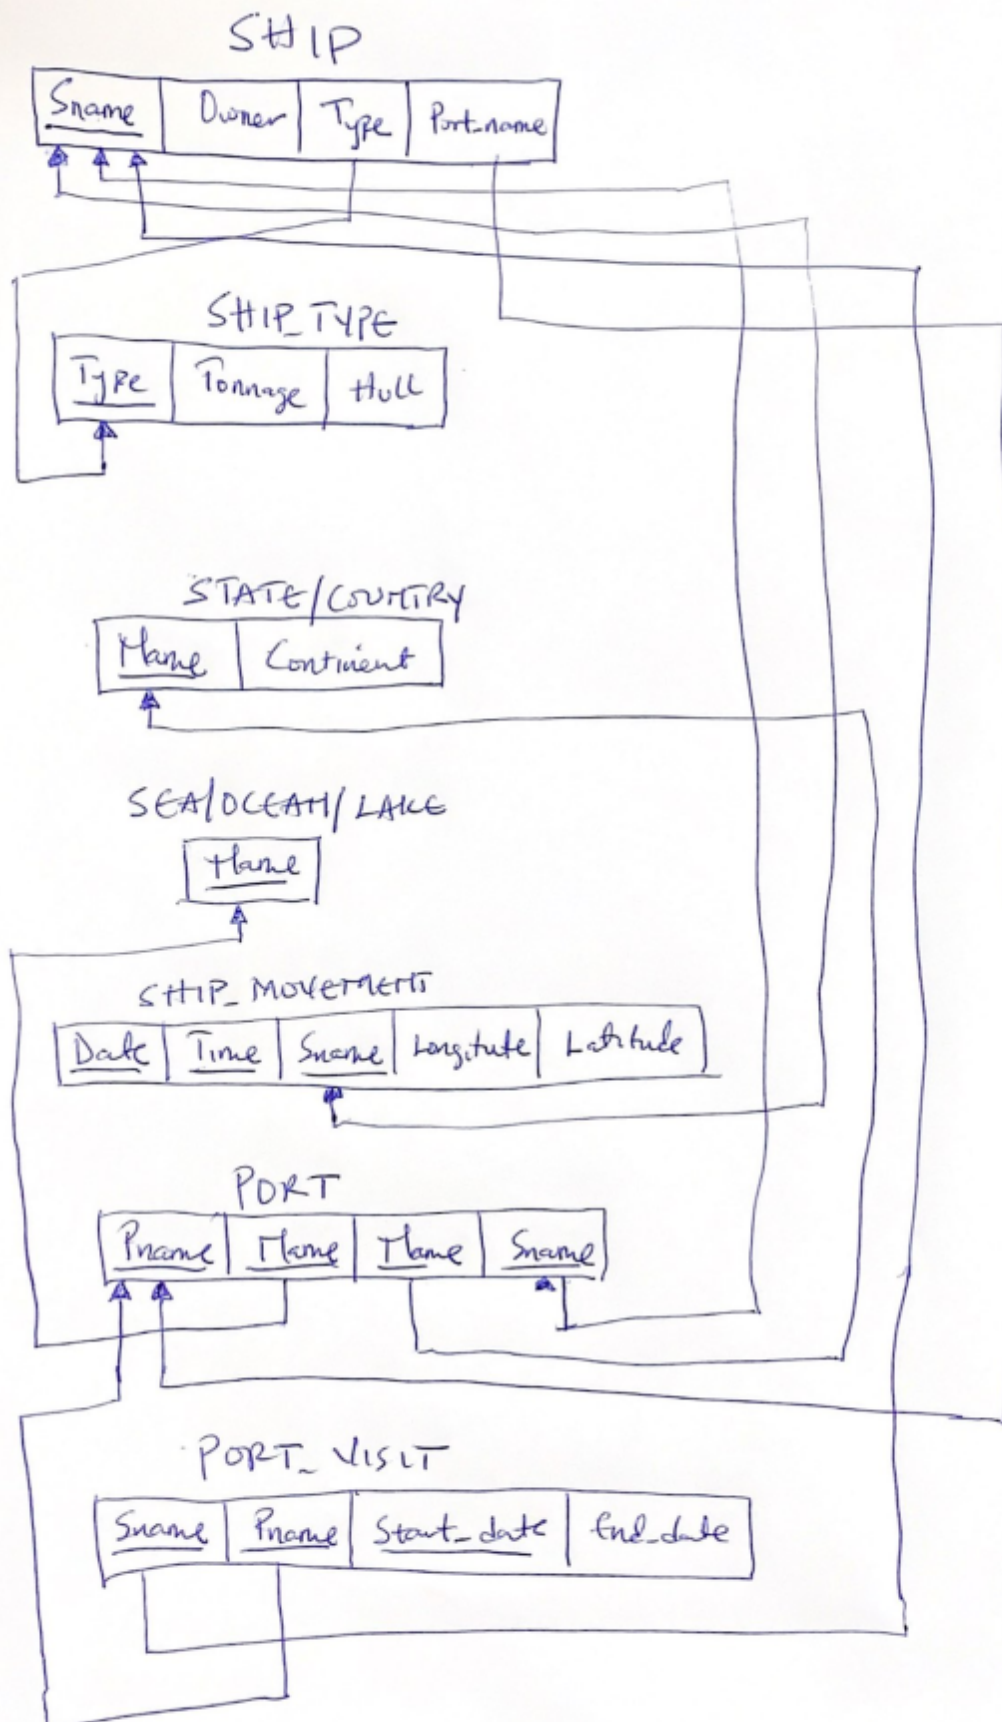 SHIP
Sname Owner Type Port_name
SHIP_TYPE
Type Tonnage Hull
STATE/COUNTRY
Name Continent
SEA/OCEAN/LAKE
Name
SHIP_MOVEMENT
Date Time Sname Longitute Latitude
PORT
Pname Name Name Sname
PORT_VISIT
Sname Pname Start_date End_date